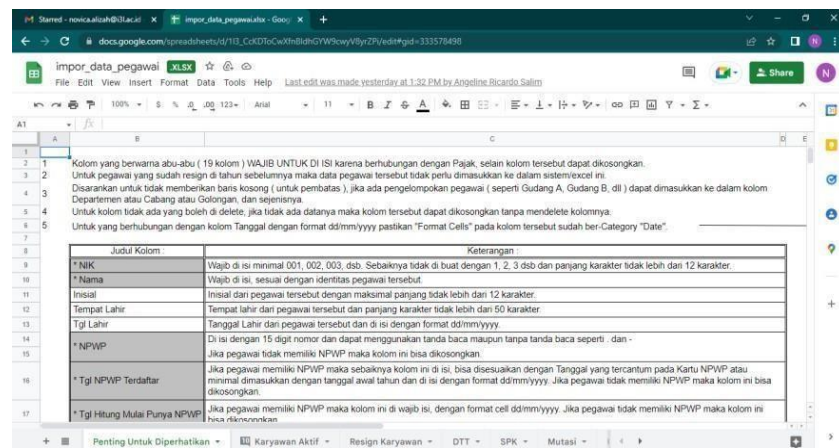 Starred - novica.alizah@i3l.ac.id
impor_data_pegawai.xlsx - Goog
docs.google.com/spreadsheets/d/
edit#gid=333578498
impor_data_pegawai .XLSX
File Edit View Insert Format Data Tools Help Last edit was made yesterday at 1:32 PM by Angeline Ricardo Salim
Share
N
100% $ % .0 .00 123 Arial 11 B I S A
A1 fx
A B C D E
1
2 1 Kolom yang berwarna abu-abu ( 19 kolom ) WAJIB UNTUK DI ISI karena berhubungan dengan Pajak, selain kolom tersebut dapat dikosongkan.
3 2 Untuk pegawai yang sudah resign di tahun sebelumnya maka data pegawai tersebut tidak perlu dimasukkan ke dalam sistem/excel ini.
4 3 Disarankan untuk tidak memberikan baris kosong ( untuk pembatas ), jika ada pengelompokan pegawai ( seperti Gudang A, Gudang B, dll ) dapat dimasukkan ke dalam kolom
Departemen atau Cabang atau Golongan, dan sejenisnya.
5 4 Untuk kolom tidak ada yang boleh di delete, jika tidak ada datanya maka kolom tersebut dapat dikosongkan tanpa mendelete kolomnya.
6 5 Untuk yang berhubungan dengan kolom Tanggal dengan format dd/mm/yyyy pastikan "Format Cells" pada kolom tersebut sudah ber-Category "Date".
7
8 Judul Kolom : Keterangan :
9 * NIK Wajib di isi minimal 001, 002, 003, dsb. Sebaiknya tidak di buat dengan 1, 2, 3 dsb dan panjang karakter tidak lebih dari 12 karakter.
10 * Nama Wajib di isi, sesuai dengan identitas pegawai tersebut.
11 Inisial Inisial dari pegawai tersebut dengan maksimal panjang tidak lebih dari 12 karakter.
12 Tempat Lahir Tempat lahir dari pegawai tersebut dan panjang karakter tidak lebih dari 50 karakter.
13 Tgl Lahir Tanggal Lahir dari pegawai tersebut dan di isi dengan format dd/mm/yyyy.
14 * NPWP Di isi dengan 15 digit nomor dan dapat menggunakan tanda baca maupun tanpa tanda baca seperti . dan -
15 Jika pegawai tidak memiliki NPWP maka kolom ini bisa dikosongkan.
16 * Tgl NPWP Terdaftar Jika pegawai memiliki NPWP maka sebaiknya kolom ini di isi, bisa disesuaikan dengan Tanggal yang tercantum pada Kartu NPWP atau
minimal dimasukkan dengan tanggal awal tahun dan di isi dengan format dd/mm/yyyy. Jika pegawai tidak memiliki NPWP maka kolom ini bisa
dikosongkan.
17 * Tgl Hitung Mulai Punya NPWP Jika pegawai memiliki NPWP maka kolom ini di wajib isi, dengan format cell dd/mm/yyyy. Jika pegawai tidak memiliki NPWP maka kolom ini
bisa dikosongkan.
Penting Untuk Diperhatikan Karyawan Aktif Resign Karyawan DTT SPK Mutasi